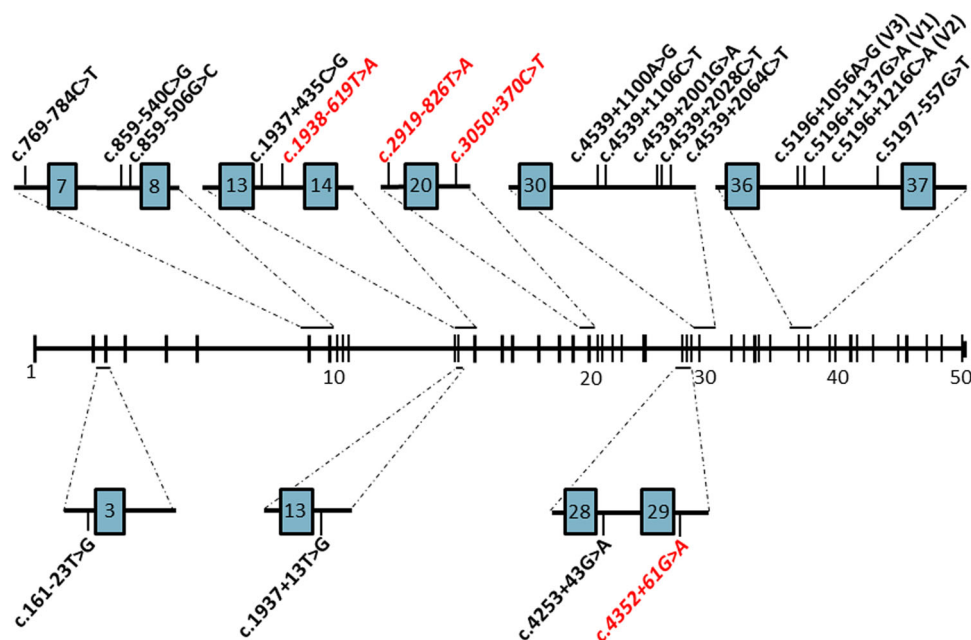 c.769-784C>T
c.859-540C>G
c.859-506G>C
c.1937+435C>G
c.1938-619T>A
c.2919-826T>A
c.3050+370C>T
c.4539+1100A>G
c.4539+1106C>T
c.4539+2001G>A
c.4539+2028C>T
c.4539+2064C>T
c.5196+1056A>G (V3)
c.5196+1137G>A (V1)
c.5196+1216C>A (V2)
c.5197-557G>T
7 8 13 14 20 30 36 37
1 10 20 30 40 50
3 13 28 29
c.161-23T>G
c.1937+13T>G
c.4253+43G>A
c.4352+61G>A